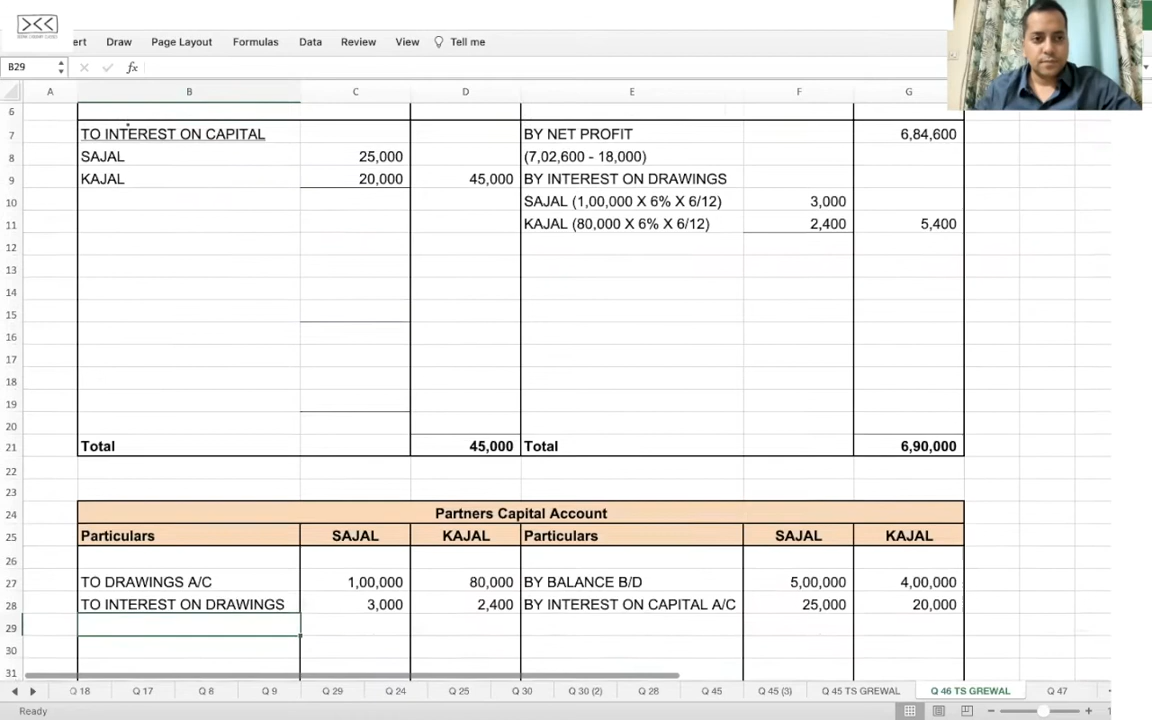 ert Draw Page Layout Formulas Data Review View Tell me
B29 fx
A B C D E F G
6
7 TO INTEREST ON CAPITAL BY NET PROFIT 6,84,600
8 SAJAL 25,000 (7,02,600 - 18,000)
9 KAJAL 20,000 45,000 BY INTEREST ON DRAWINGS
10 SAJAL (1,00,000 X 6% X 6/12) 3,000
11 KAJAL (80,000 X 6% X 6/12) 2,400 5,400
12
13
14
15
16
17
18
19
20
21 Total 45,000 Total 6,90,000
22
23
24 Partners Capital Account
25 Particulars SAJAL KAJAL Particulars SAJAL KAJAL
26
27 TO DRAWINGS A/C 1,00,000 80,000 BY BALANCE B/D 5,00,000 4,00,000
28 TO INTEREST ON DRAWINGS 3,000 2,400 BY INTEREST ON CAPITAL A/C 25,000 20,000
29
30
31
Q 18 Q 17 Q 8 Q 9 Q 29 Q 24 Q 25 Q 30 Q 30 (2) Q 28 Q 45 Q 45 (3) Q 45 TS GREWAL Q 46 TS GREWAL Q 47
Ready